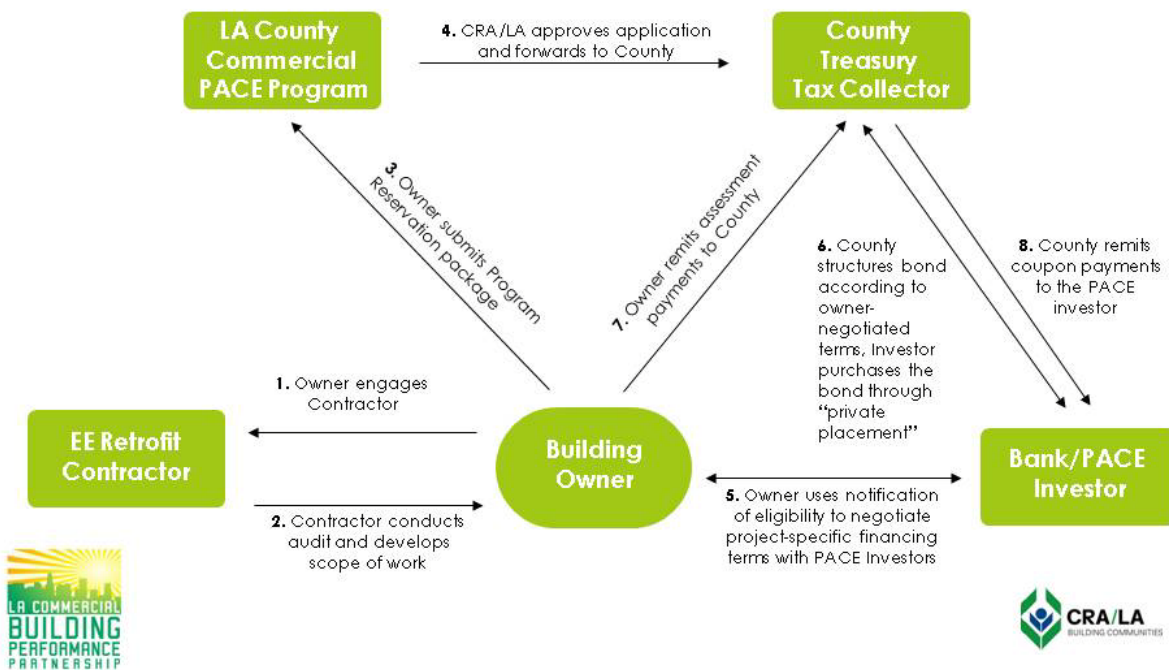 LA County
Commercial
PACE Program
4. CRA/LA approves application
and forwards to County
County
Treasury
Tax Collector
3. Owner submits Program
Reservation package
7. Owner remits assessment
payments to County
6. County
structures bond
according to
owner-
negotiated
terms, Investor
purchases the
bond through
“private
placement”
8. County remits
coupon payments
to the PACE
investor
1. Owner engages
Contractor
EE Retrofit
Contractor
Building
Owner
Bank/PACE
Investor
2. Contractor conducts
audit and develops
scope of work
5. Owner uses notification
of eligibility to negotiate
project-specific financing
terms with PACE Investors
LA COMMERCIAL
BUILDING
PERFORMANCE
PARTNERSHIP
CRA/LA
BUILDING COMMUNITIES